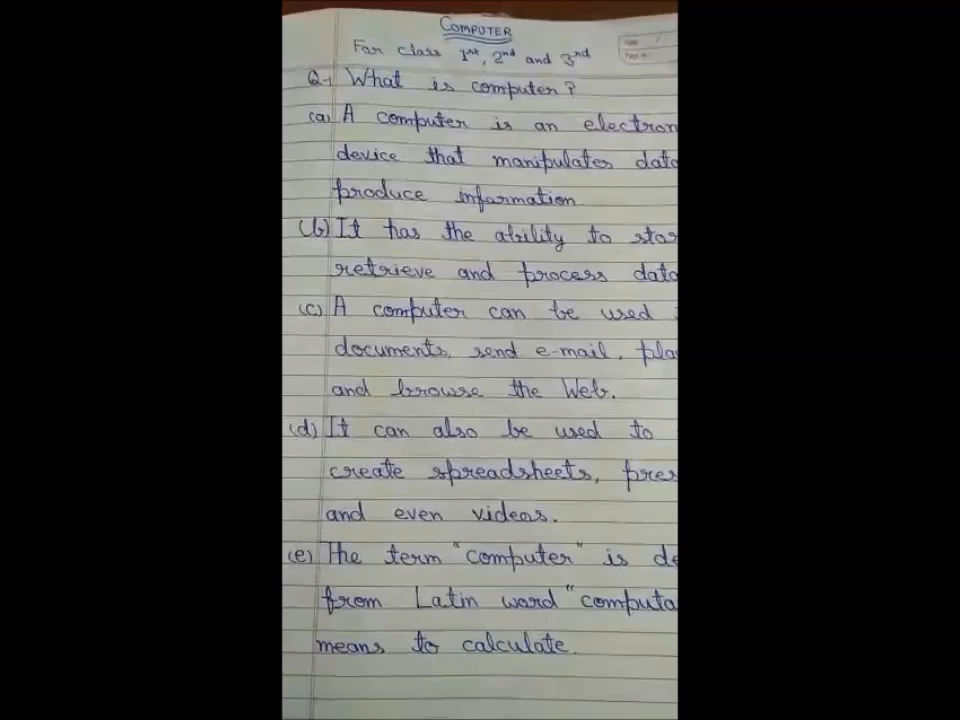 COMPUTER
For class 1st, 2nd and 3rd
Q-1 What is computer?
(a) A computer is an electron
device that manipulates data
produce information
(b) It has the ability to stor
retrieve and process data
(c) A computer can be used
documents, send e-mail, pla
and browse the Web.
(d) It can also be used to
create spreadsheets, pres
and even videos.
(e) The term "computer" is de
from Latin word "computa
means to calculate.